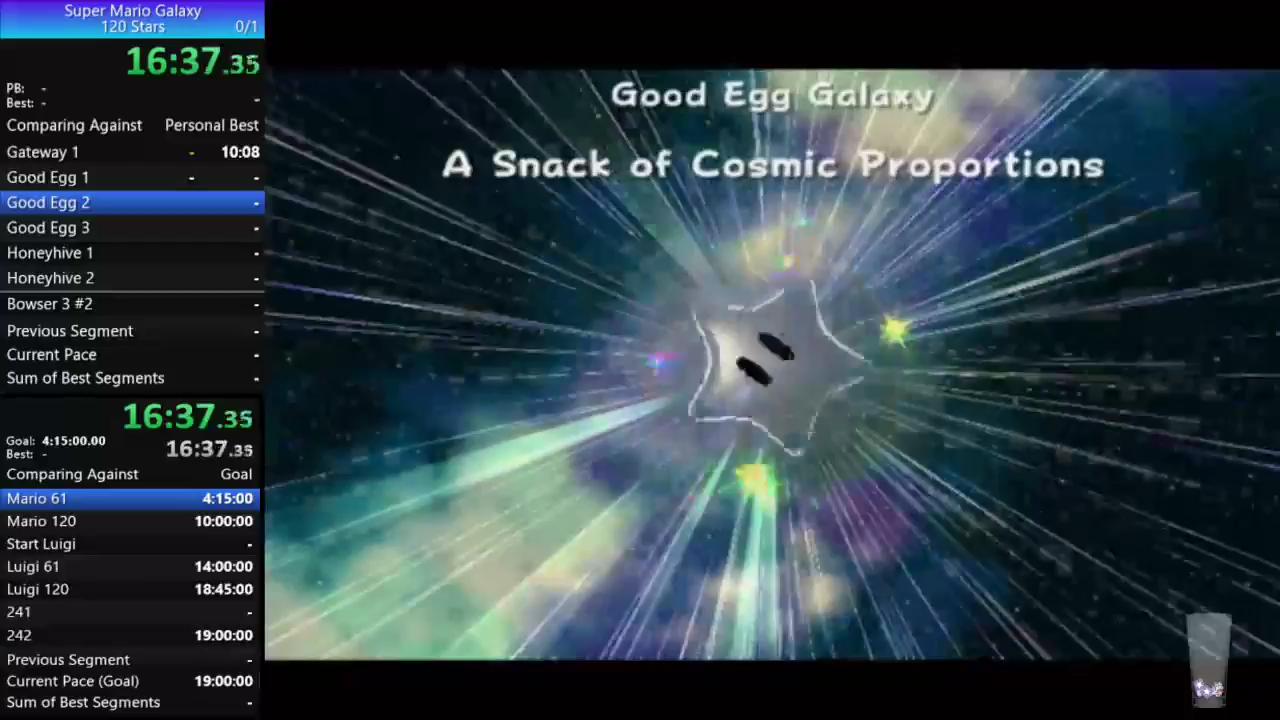 Super Mario Galaxy
120 Stars 0/1
16:37.35
PB: -
Best: - -
Comparing Against Personal Best
Gateway 1 - 10:08
Good Egg 1 - -
Good Egg 2 -
Good Egg 3 -
Honeyhive 1 -
Honeyhive 2 -
Bowser 3 #2 -
Previous Segment -
Current Pace -
Sum of Best Segments -
16:37.35
Goal: 4:15:00.00
Best: - 16:37.35
Comparing Against Goal
Mario 61 4:15:00
Mario 120 10:00:00
Start Luigi -
Luigi 61 14:00:00
Luigi 120 18:45:00
241 -
242 19:00:00
Previous Segment -
Current Pace (Goal) 19:00:00
Sum of Best Segments -
Good Egg Galaxy
A Snack of Cosmic Proportions